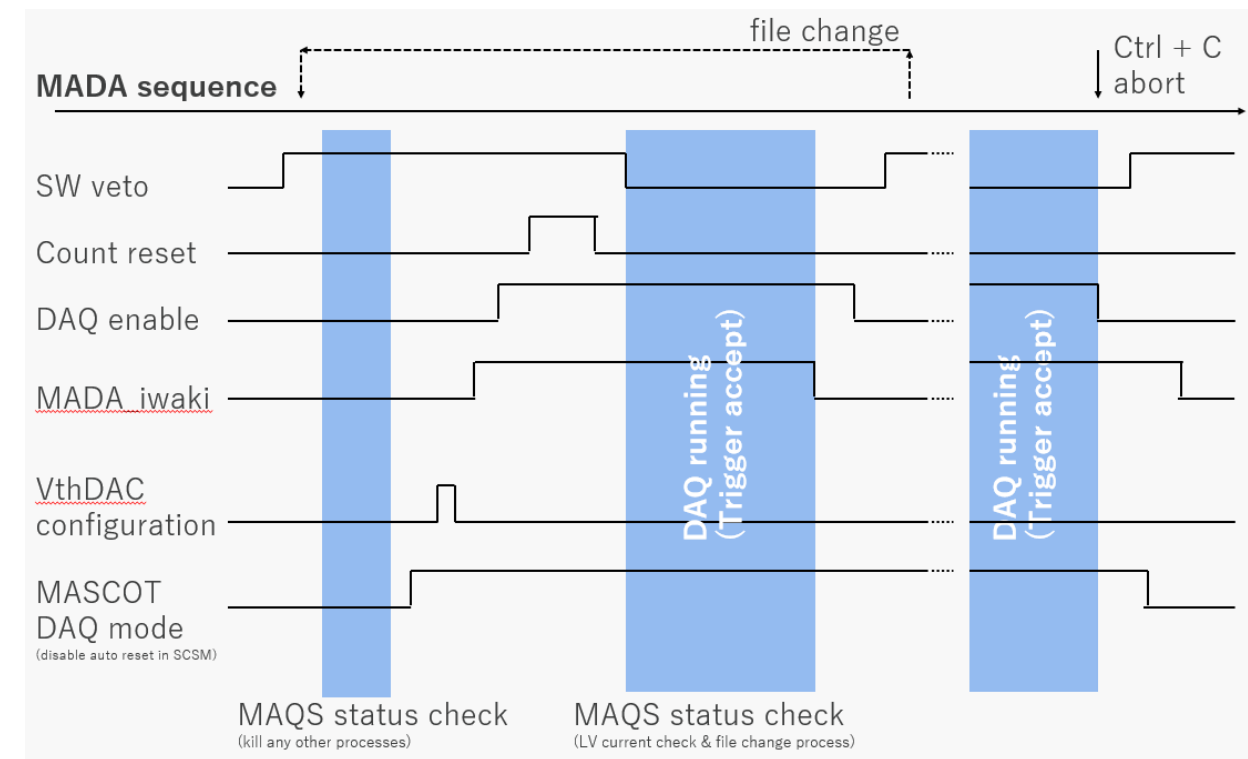 file change
Ctrl + C
abort
MADA sequence
SW veto
Count reset
DAQ enable
MADA_iwaki
VthDAC
configuration
MASCOT
DAQ mode
(disable auto reset in SCSM)
DAQ running
(Trigger accept)
DAQ running
(Trigger accept)
MAQS status check
(kill any other processes)
MAQS status check
(LV current check & file change process)